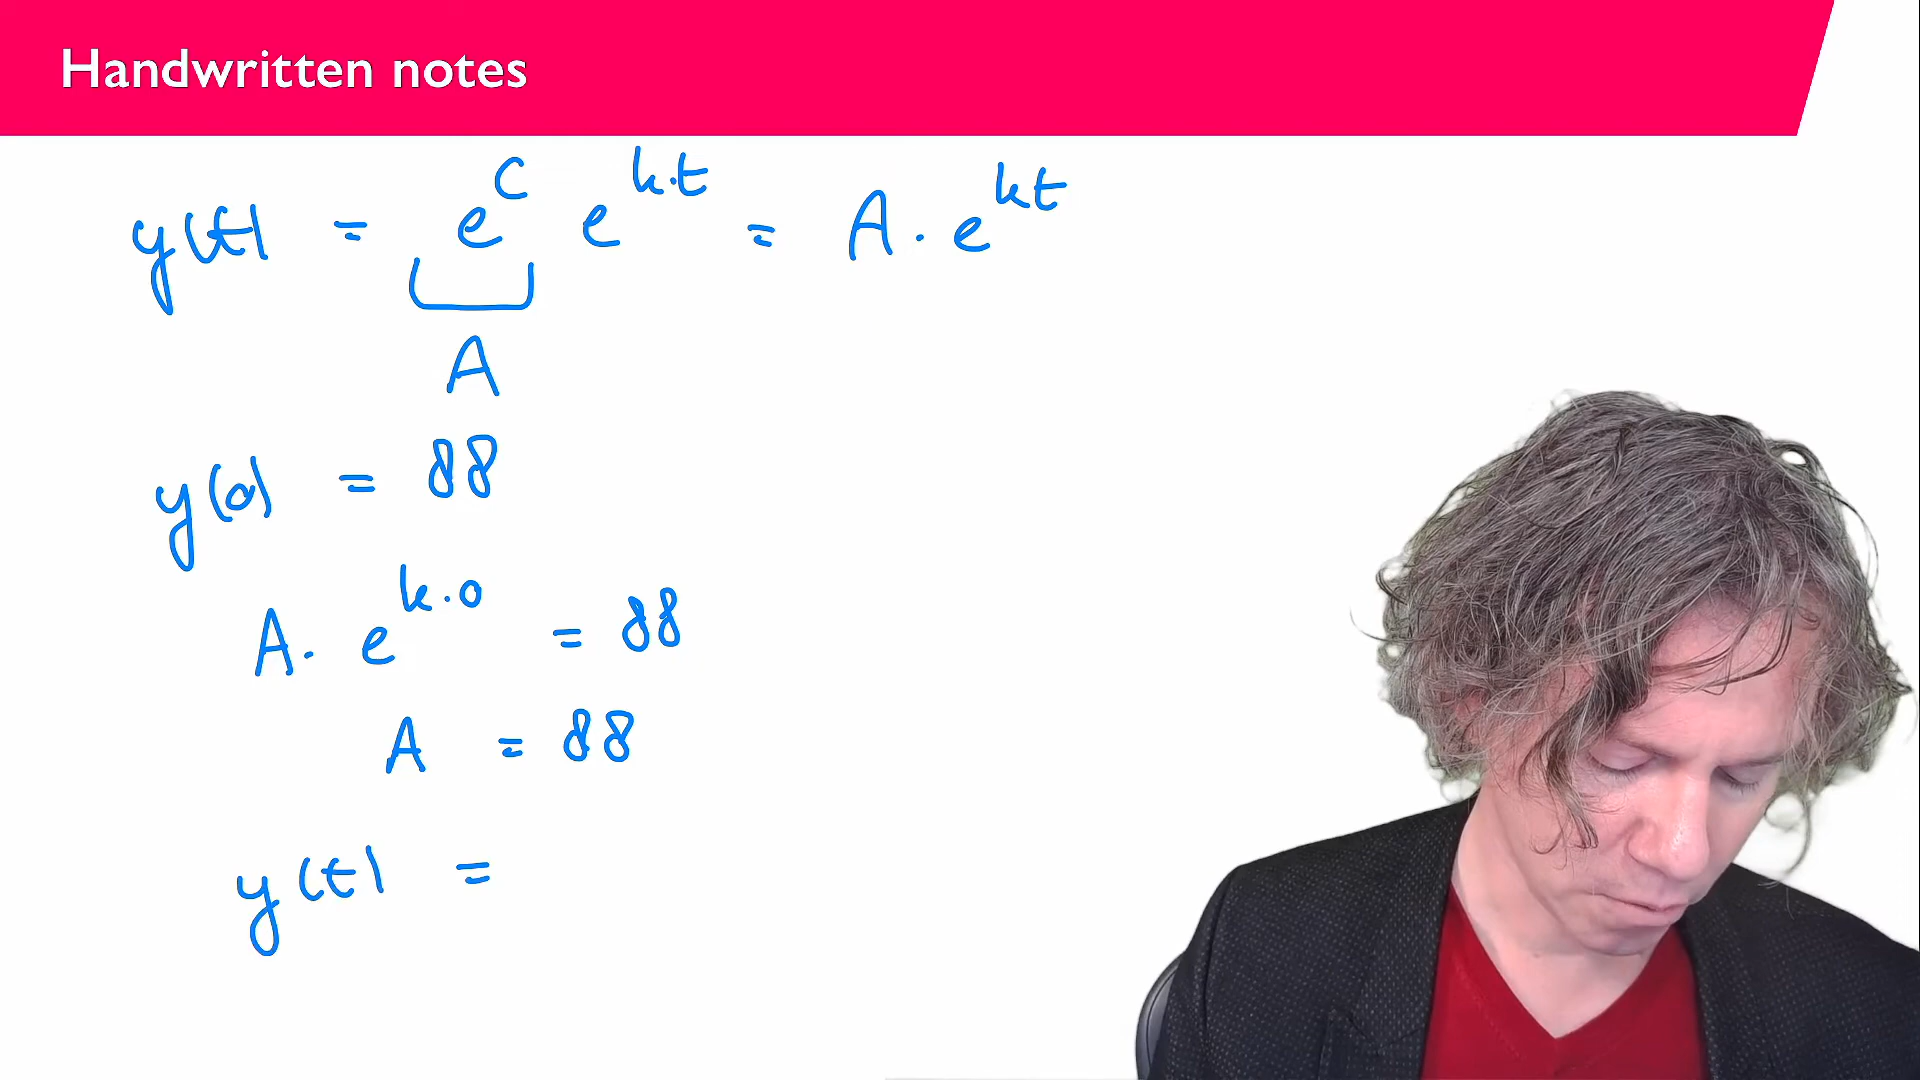 Handwritten notes
y(t) = e^C e^{k·t} = A · e^{kt}
A
y(0) = 88
A · e^{k·0} = 88
A = 88
y(t) =